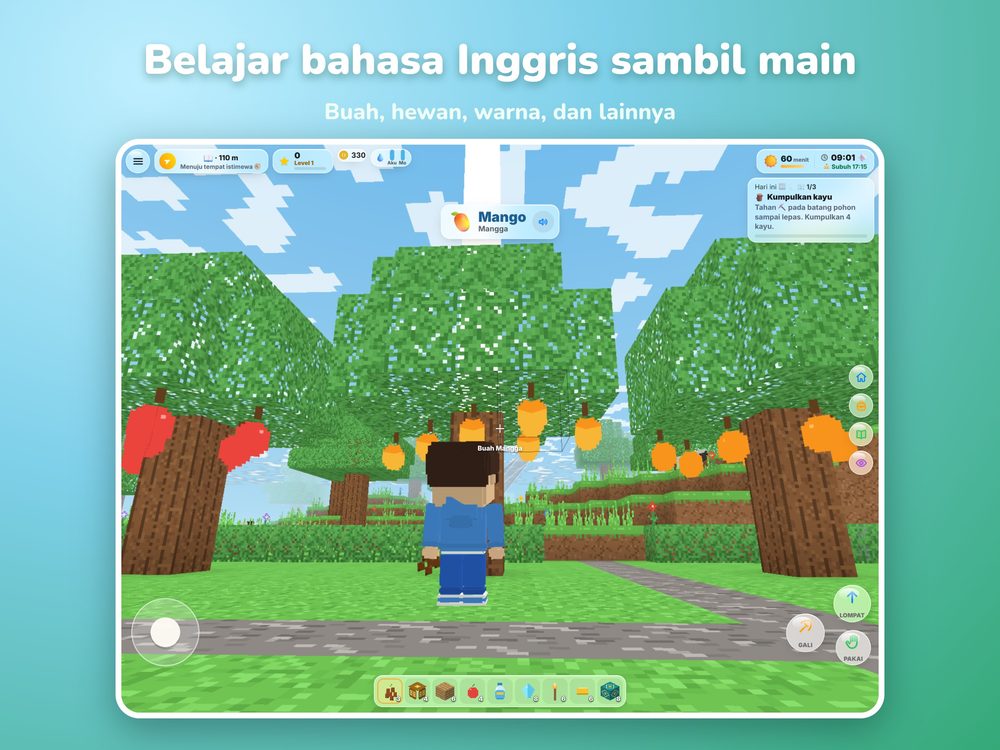 Belajar bahasa Inggris sambil main
Buah, hewan, warna, dan lainnya
· 110 m
Menuju tempat istimewa
0
Level 1
330
Aku Mo
60 menit
09:01
Subuh 17:15
Hari ini
1/3
Kumpulkan kayu
Tahan pada batang pohon
sampai lepas. Kumpulkan 4
kayu.
Mango
Mangga
Buah Mangga
LOMPAT
GALI
PAKAI